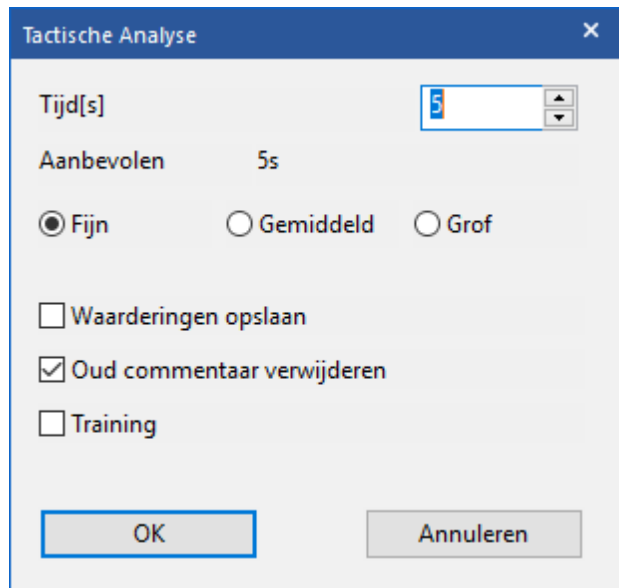 Tactische Analyse
Tijd[s] 5
Aanbevolen 5s
Fijn Gemiddeld Grof
Waarderingen opslaan
Oud commentaar verwijderen
Training
OK Annuleren